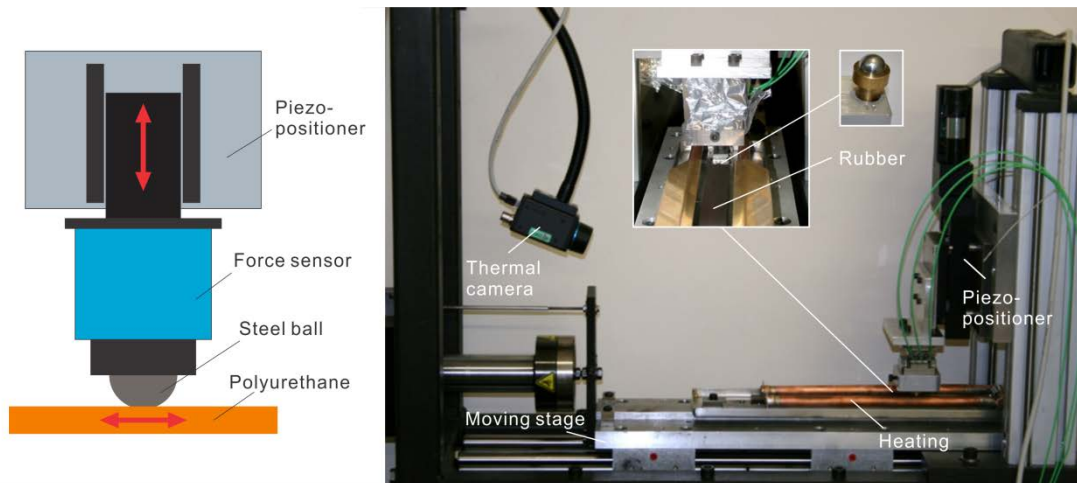 Piezo-
positioner
Force sensor
Steel ball
Polyurethane
Thermal
camera
Rubber
Piezo-
positioner
Moving stage
Heating